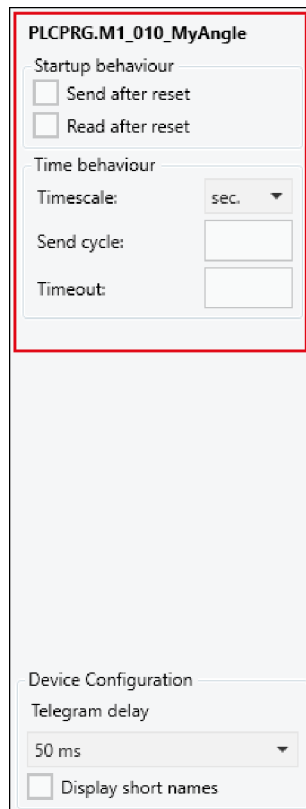 PLCPRG.M1_010_MyAngle
Startup behaviour
Send after reset
Read after reset
Time behaviour
Timescale: sec.
Send cycle:
Timeout:
Device Configuration
Telegram delay
50 ms
Display short names